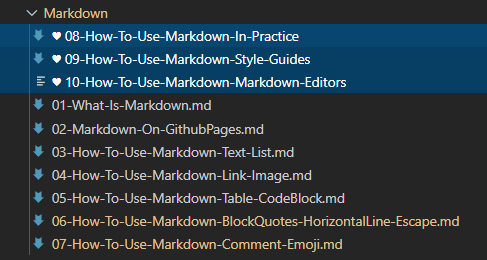 Markdown
♥ 08-How-To-Use-Markdown-In-Practice
♥ 09-How-To-Use-Markdown-Style-Guides
♥ 10-How-To-Use-Markdown-Markdown-Editors
01-What-Is-Markdown.md
02-Markdown-On-GithubPages.md
03-How-To-Use-Markdown-Text-List.md
04-How-To-Use-Markdown-Link-Image.md
05-How-To-Use-Markdown-Table-CodeBlock.md
06-How-To-Use-Markdown-BlockQuotes-HorizontalLine-Escape.md
07-How-To-Use-Markdown-Comment-Emoji.md